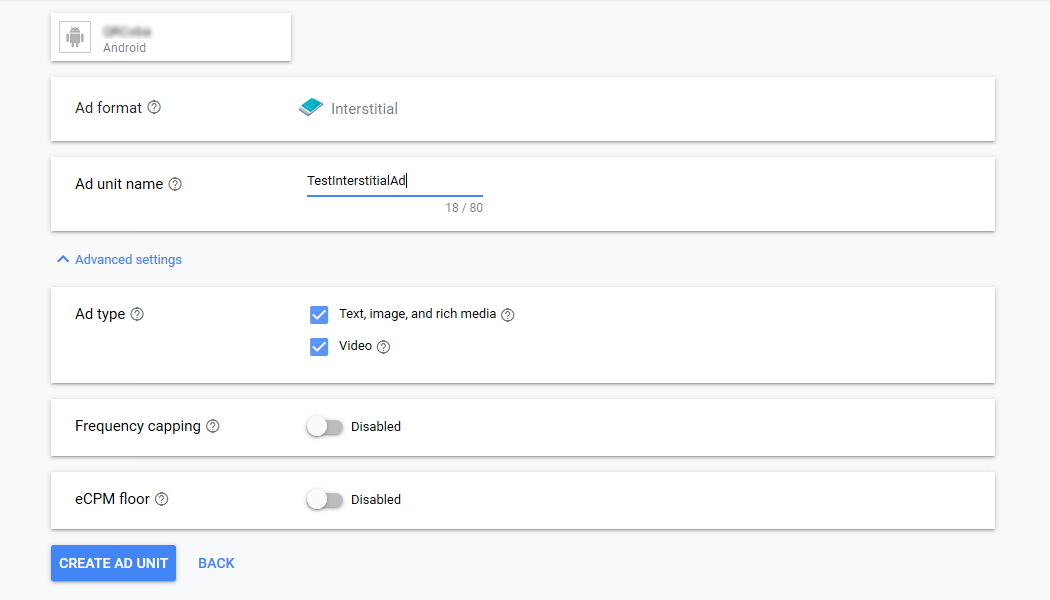 Android
Ad format
Interstitial
Ad unit name
TestInterstitialAd
18 / 80
Advanced settings
Ad type
Text, image, and rich media
Video
Frequency capping
Disabled
eCPM floor
Disabled
CREATE AD UNIT BACK